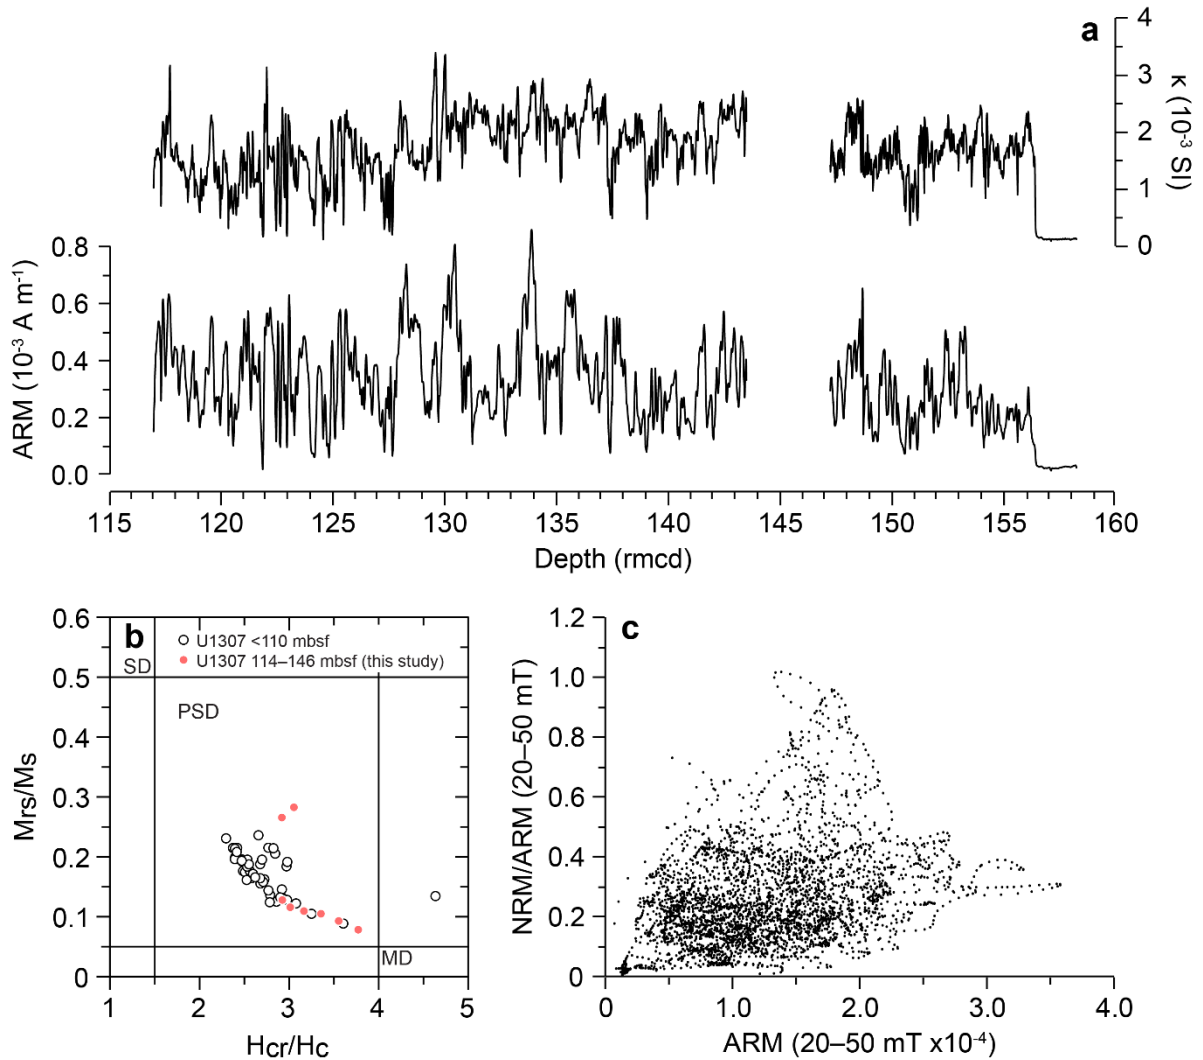 a
4
3
2
1
0
κ (10⁻³ SI)
0.8
0.6
0.4
0.2
0.0
ARM (10⁻³ A m⁻¹)
115 120 125 130 135 140 145 150 155 160
Depth (rmcd)
b
U1307 <110 mbsf
U1307 114–146 mbsf (this study)
SD
PSD
MD
0.6
0.5
0.4
0.3
0.2
0.1
0
Mrs/Ms
1 2 3 4 5
Hcr/Hc
c
1.2
1.0
0.8
0.6
0.4
0.2
0
NRM/ARM (20–50 mT)
0 1.0 2.0 3.0 4.0
ARM (20–50 mT x10⁻⁴)